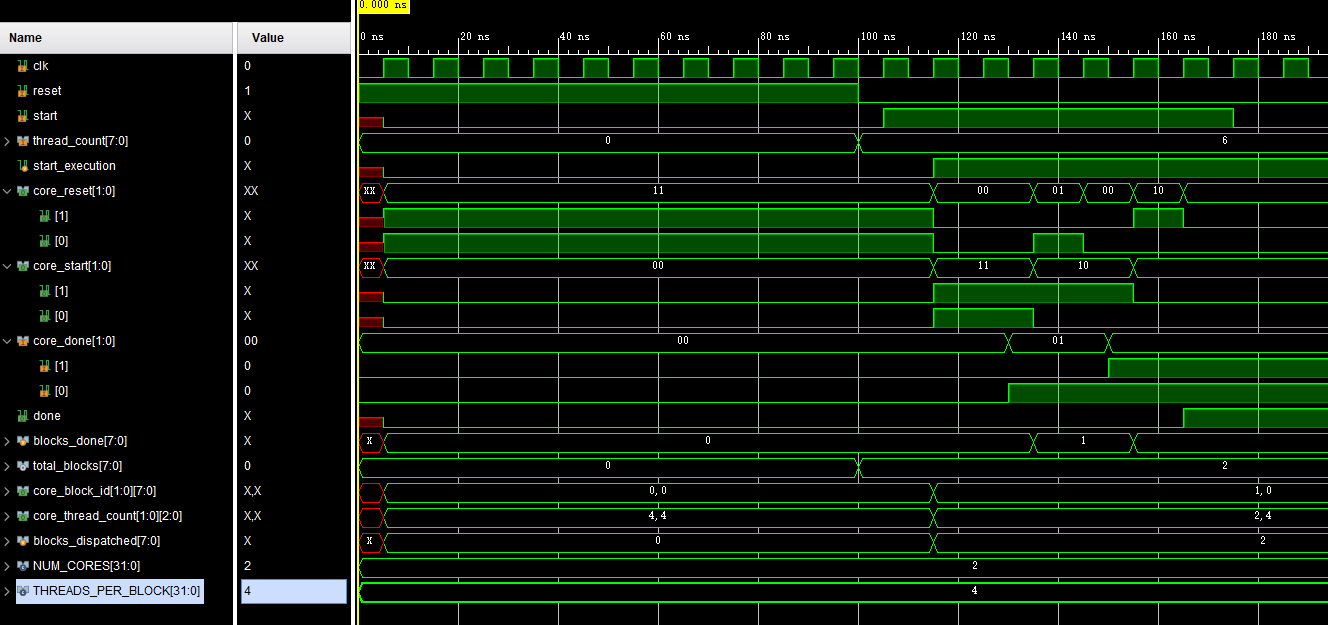 0.000 ns
Name Value 0 ns 20 ns 40 ns 60 ns 80 ns 100 ns 120 ns 140 ns 160 ns 180 ns
clk 0
reset 1
start X
thread_count[7:0] 0 0 6
start_execution X
core_reset[1:0] XX XX 11 00 01 00 10
[1] X
[0] X
core_start[1:0] XX XX 00 11 10
[1] X
[0] X
core_done[1:0] 00 00 01
[1] 0
[0] 0
done X
blocks_done[7:0] X X 0 1
total_blocks[7:0] 0 0 2
core_block_id[1:0][7:0] X,X 0,0 1,0
core_thread_count[1:0][2:0] X,X 4,4 2,4
blocks_dispatched[7:0] X X 0 2
NUM_CORES[31:0] 2 2
THREADS_PER_BLOCK[31:0] 4 4